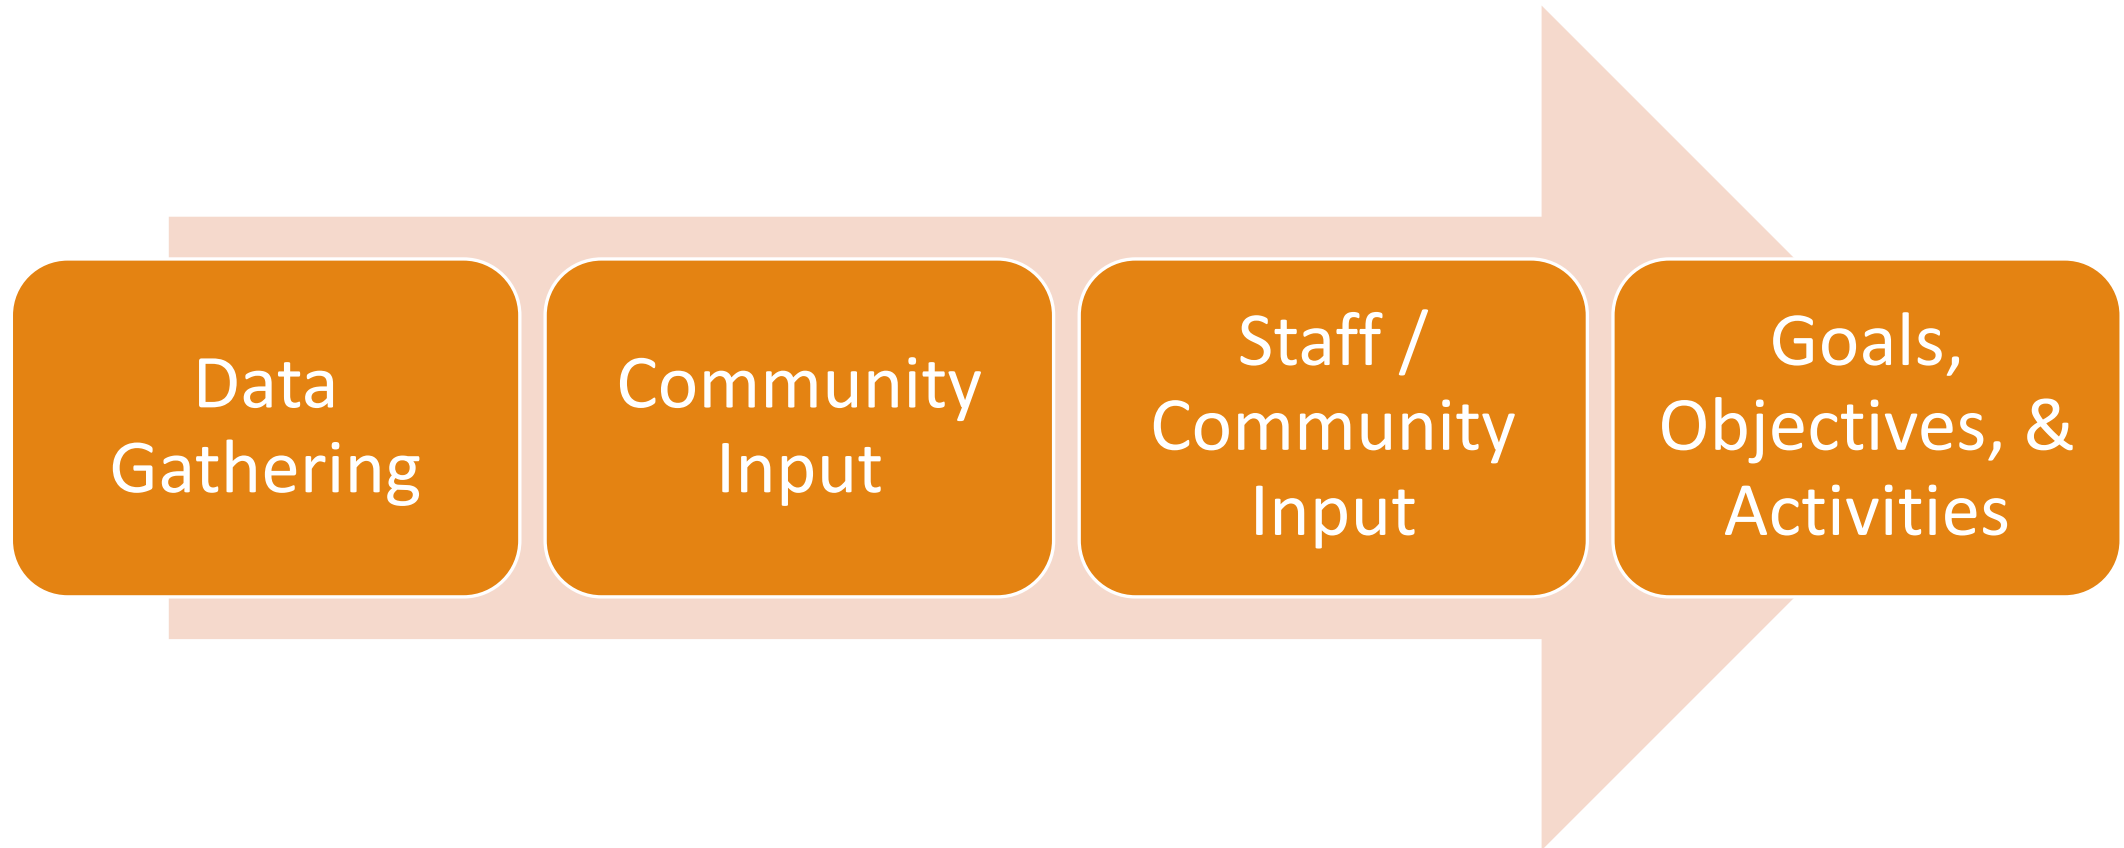 Data
Gathering
Community
Input
Staff /
Community
Input
Goals,
Objectives, &
Activities